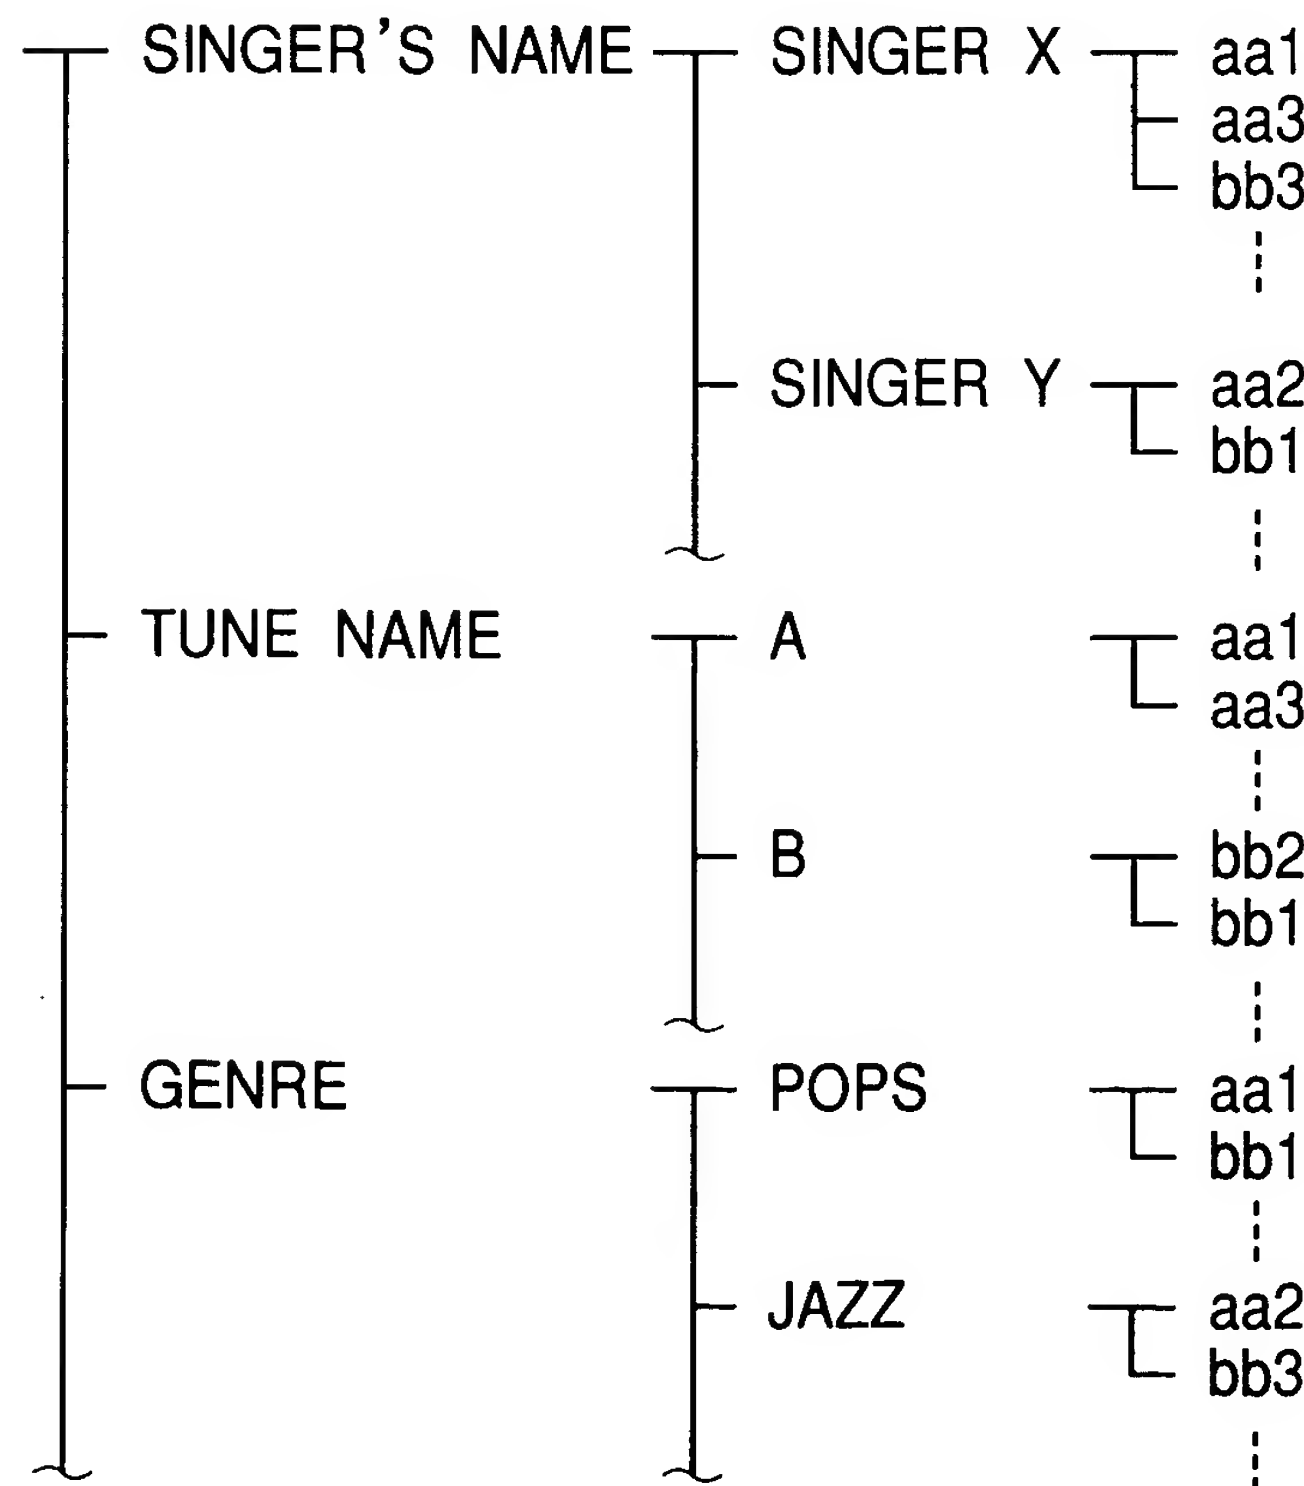 SINGER'S NAME SINGER X aa1
aa3
bb3
SINGER Y aa2
bb1
TUNE NAME A aa1
aa3
B bb2
bb1
GENRE POPS aa1
bb1
JAZZ aa2
bb3